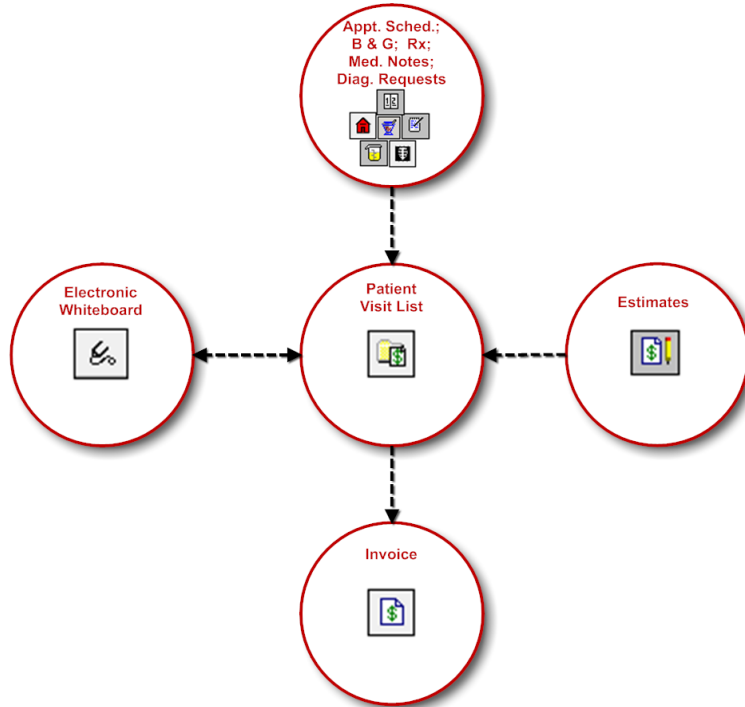 Appt. Sched.;
B & G; Rx;
Med. Notes;
Diag. Requests
Electronic
Whiteboard
Patient
Visit List
Estimates
Invoice